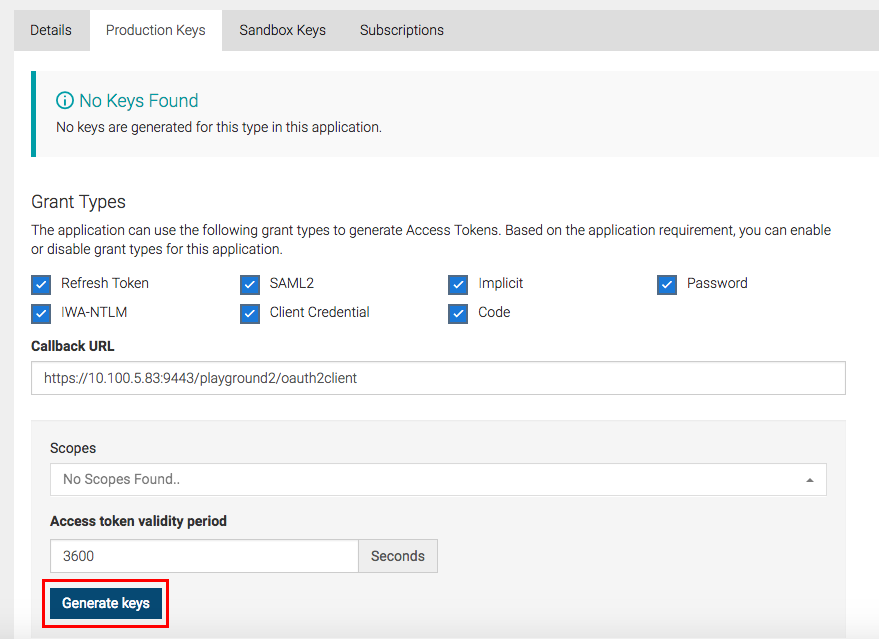 Details Production Keys Sandbox Keys Subscriptions
No Keys Found
No keys are generated for this type in this application.
Grant Types
The application can use the following grant types to generate Access Tokens. Based on the application requirement, you can enable
or disable grant types for this application.
Refresh Token SAML2 Implicit Password
IWA-NTLM Client Credential Code
Callback URL
https://10.100.5.83:9443/playground2/oauth2client
Scopes
No Scopes Found..
Access token validity period
3600 Seconds
Generate keys